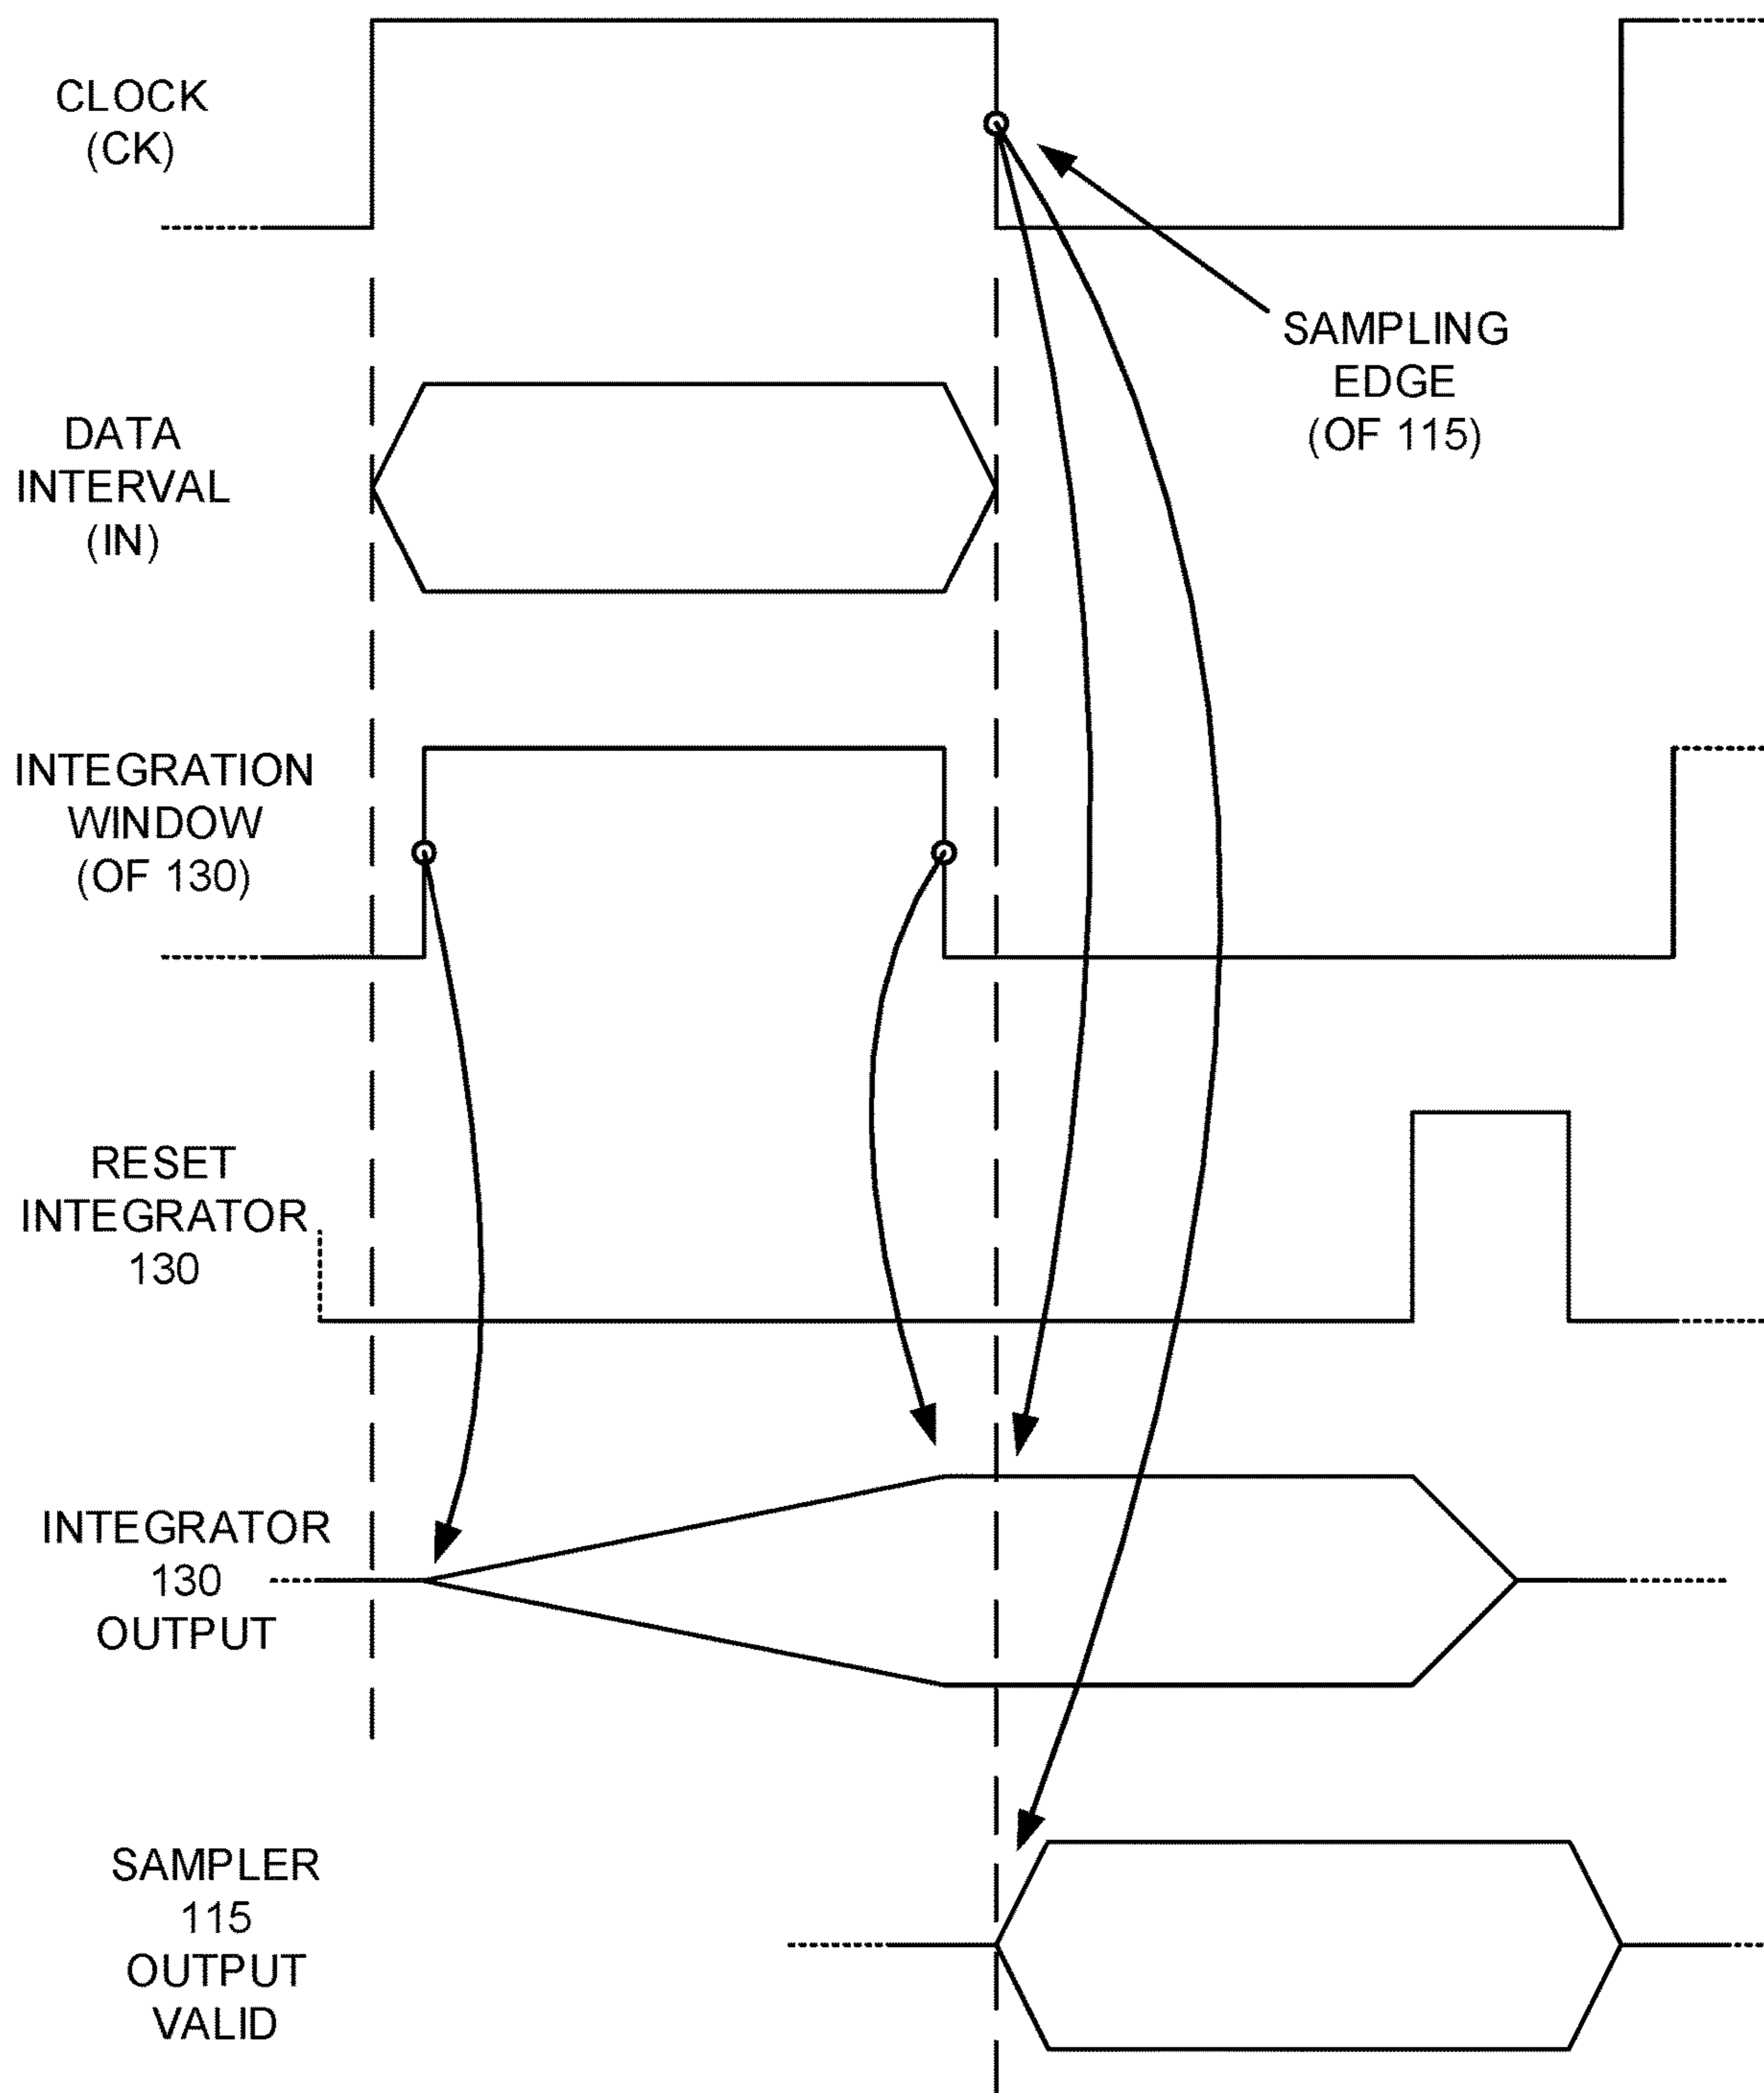 CLOCK
(CK)
SAMPLING
EDGE
(OF 115)
DATA
INTERVAL
(IN)
INTEGRATION
WINDOW
(OF 130)
RESET
INTEGRATOR
130
INTEGRATOR
130
OUTPUT
SAMPLER
115
OUTPUT
VALID